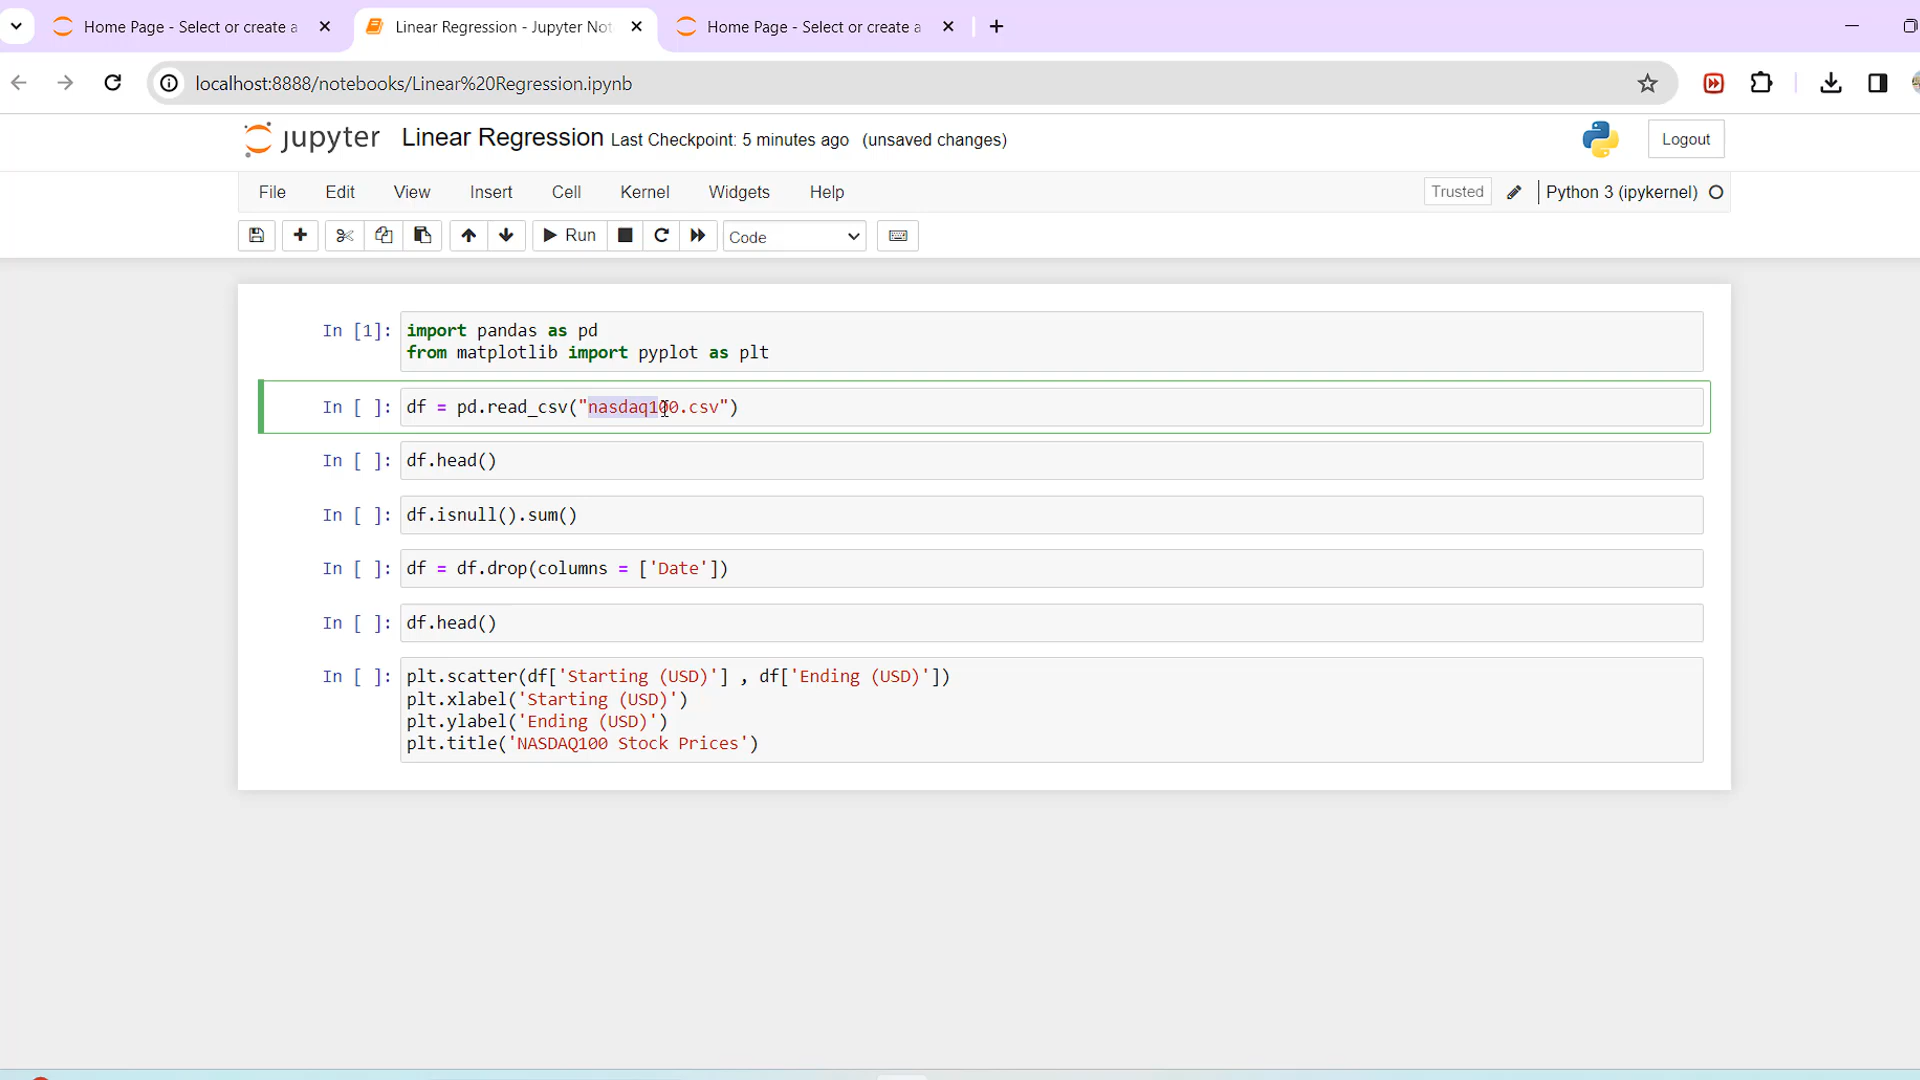 Home Page - Select or create a
Linear Regression - Jupyter Not
Home Page - Select or create a
localhost:8888/notebooks/Linear%20Regression.ipynb
jupyter Linear Regression Last Checkpoint: 5 minutes ago (unsaved changes)
Logout
File Edit View Insert Cell Kernel Widgets Help
Trusted Python 3 (ipykernel)
Run Code
In [1]: import pandas as pd
from matplotlib import pyplot as plt
In [ ]: df = pd.read_csv("nasdaq100.csv")
In [ ]: df.head()
In [ ]: df.isnull().sum()
In [ ]: df = df.drop(columns = ['Date'])
In [ ]: df.head()
In [ ]: plt.scatter(df['Starting (USD)'] , df['Ending (USD)'])
plt.xlabel('Starting (USD)')
plt.ylabel('Ending (USD)')
plt.title('NASDAQ100 Stock Prices')